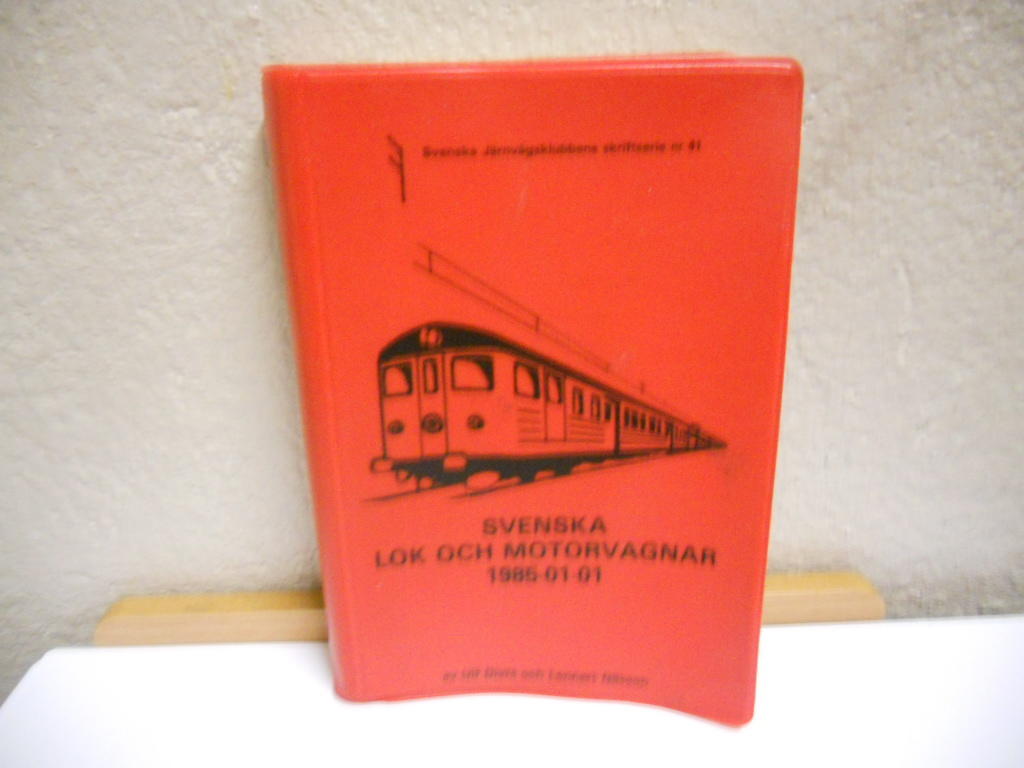 Svenska Järnvägsklubbens skriftserie nr 41
SVENSKA
LOK OCH MOTORVAGNAR
1985-01-01
av Ulf Diehl och Lennart Nilsson